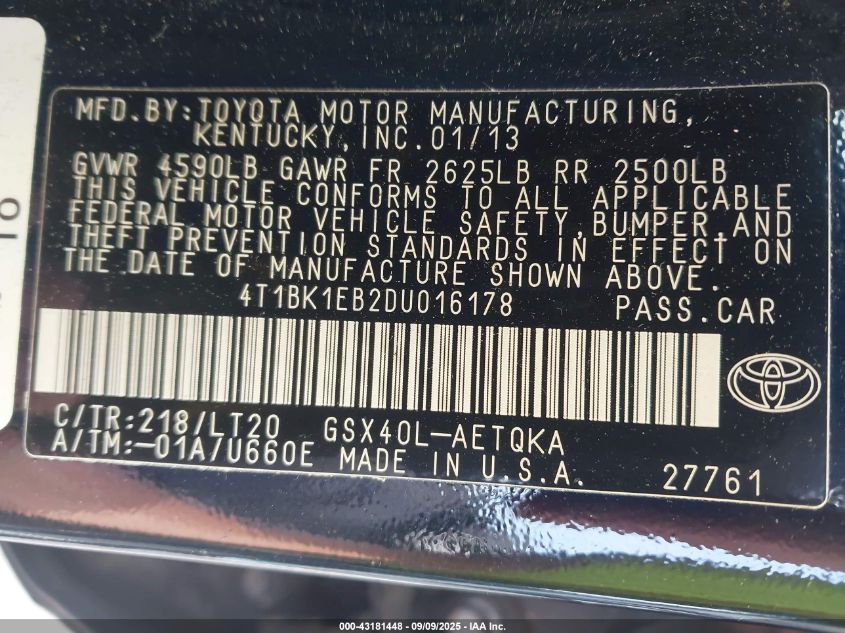 MFD.BY:TOYOTA MOTOR MANUFACTURING,
KENTUCKY,INC.01/13
GVWR 4590LB GAWR FR 2625LB RR 2500LB
THIS VEHICLE CONFORMS TO ALL APPLICABLE
FEDERAL MOTOR VEHICLE SAFETY,BUMPER,AND
THEFT PREVENTION STANDARDS IN EFFECT ON
THE DATE OF MANUFACTURE SHOWN ABOVE.
4T1BK1EB2DU016178 PASS.CAR
C/TR:218/LT20 GSX40L-AETQKA
A/TM:-01A/U660E MADE IN U.S.A. 27761
000-43181448 - 09/09/2025 - IAA Inc.